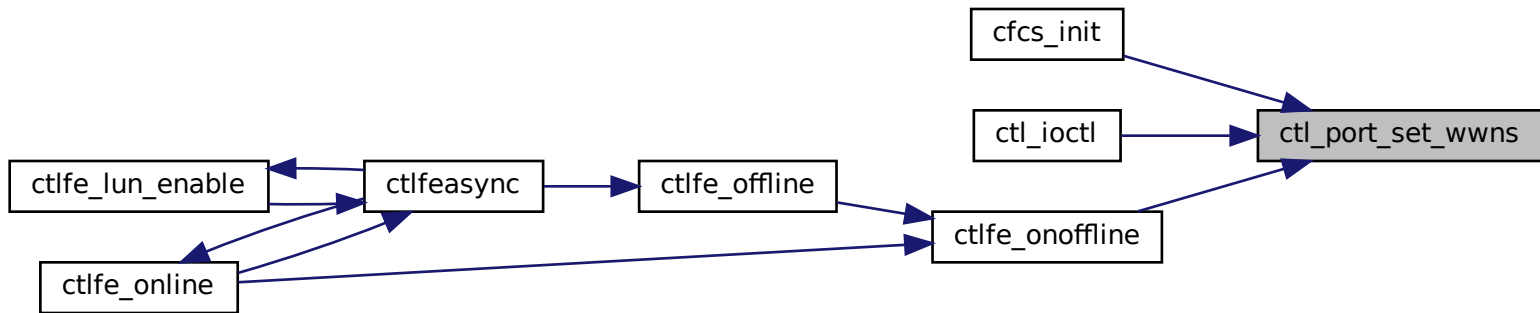 cfcs_init
ctl_ioctl
ctl_port_set_wwns
ctlfe_lun_enable
ctlfeasync
ctlfe_offline
ctlfe_onoffline
ctlfe_online